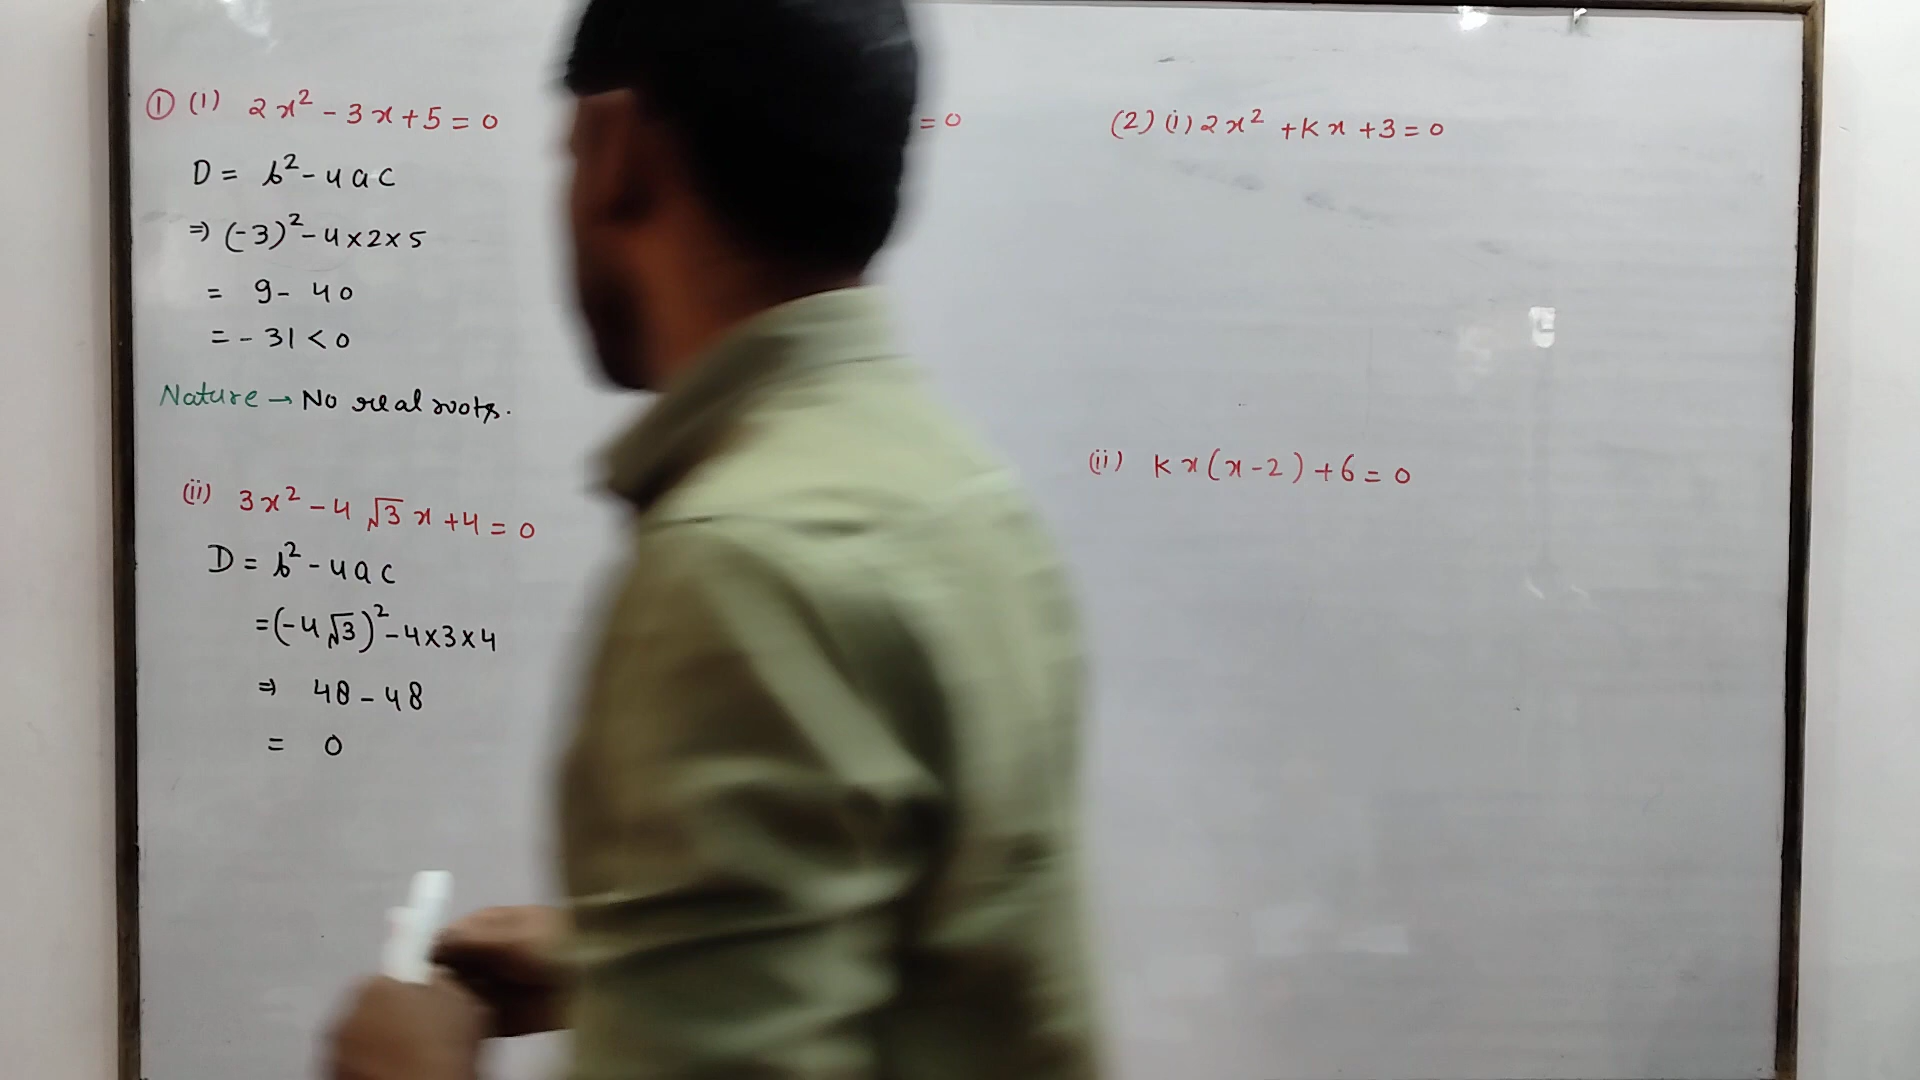 ① (i) 2x² - 3x + 5 = 0
D = b² - 4ac
⇒ (-3)² - 4×2×5
= 9 - 40
= - 31 < 0
Nature → No real roots.
(ii) 3x² - 4√3x + 4 = 0
D = b² - 4ac
= (-4√3)² - 4×3×4
⇒ 48 - 48
= 0
= 0
(2) (i) 2x² + Kx + 3 = 0
(ii) Kx(x - 2) + 6 = 0